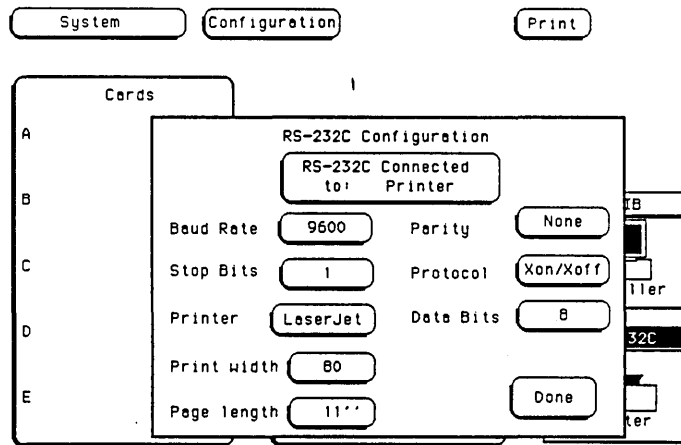 System Configuration Print
Cards
A
B
C
D
E
RS-232C Configuration
RS-232C Connected
to: Printer
Baud Rate 9600 Parity None
Stop Bits 1 Protocol Xon/Xoff
Printer LaserJet Data Bits 8
Print width 80
Page length 11''
Done
IB
ller
32C
ter